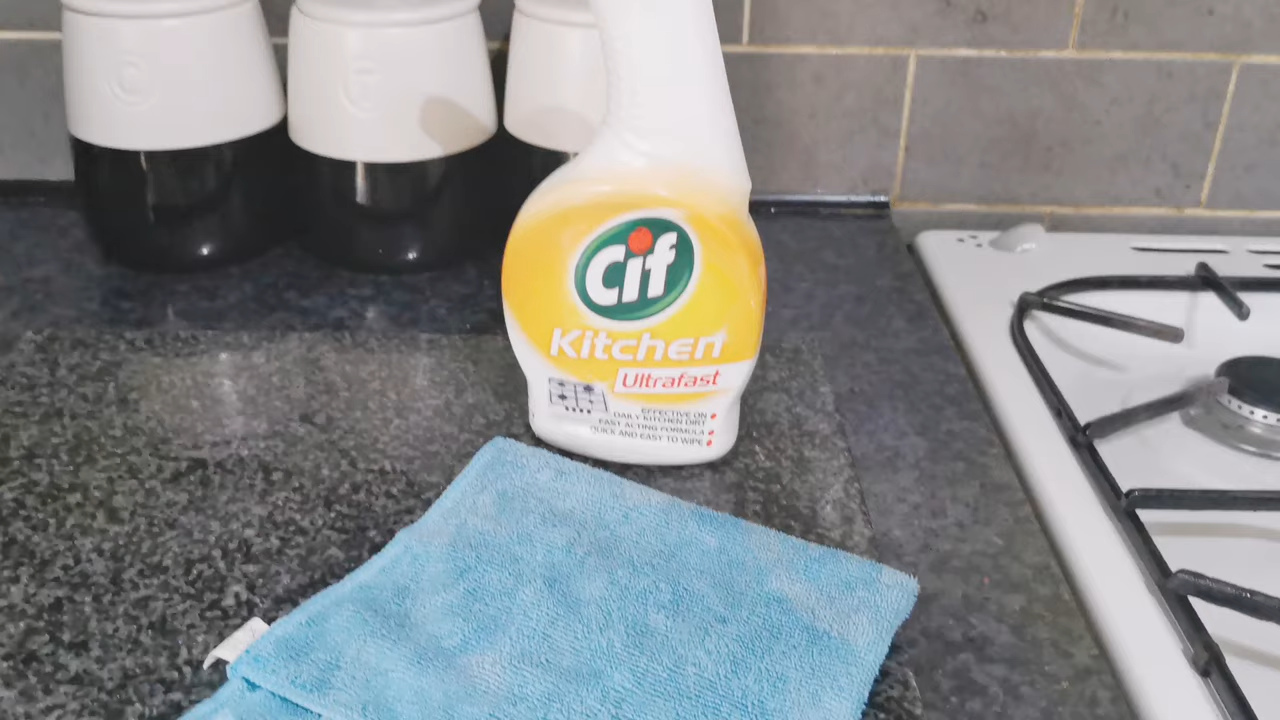 C
T
Cif
Kitchen
Ultrafast
EFFECTIVE ON
DAILY KITCHEN DIRT
FAST ACTING FORMULA
QUICK AND EASY TO WIPE